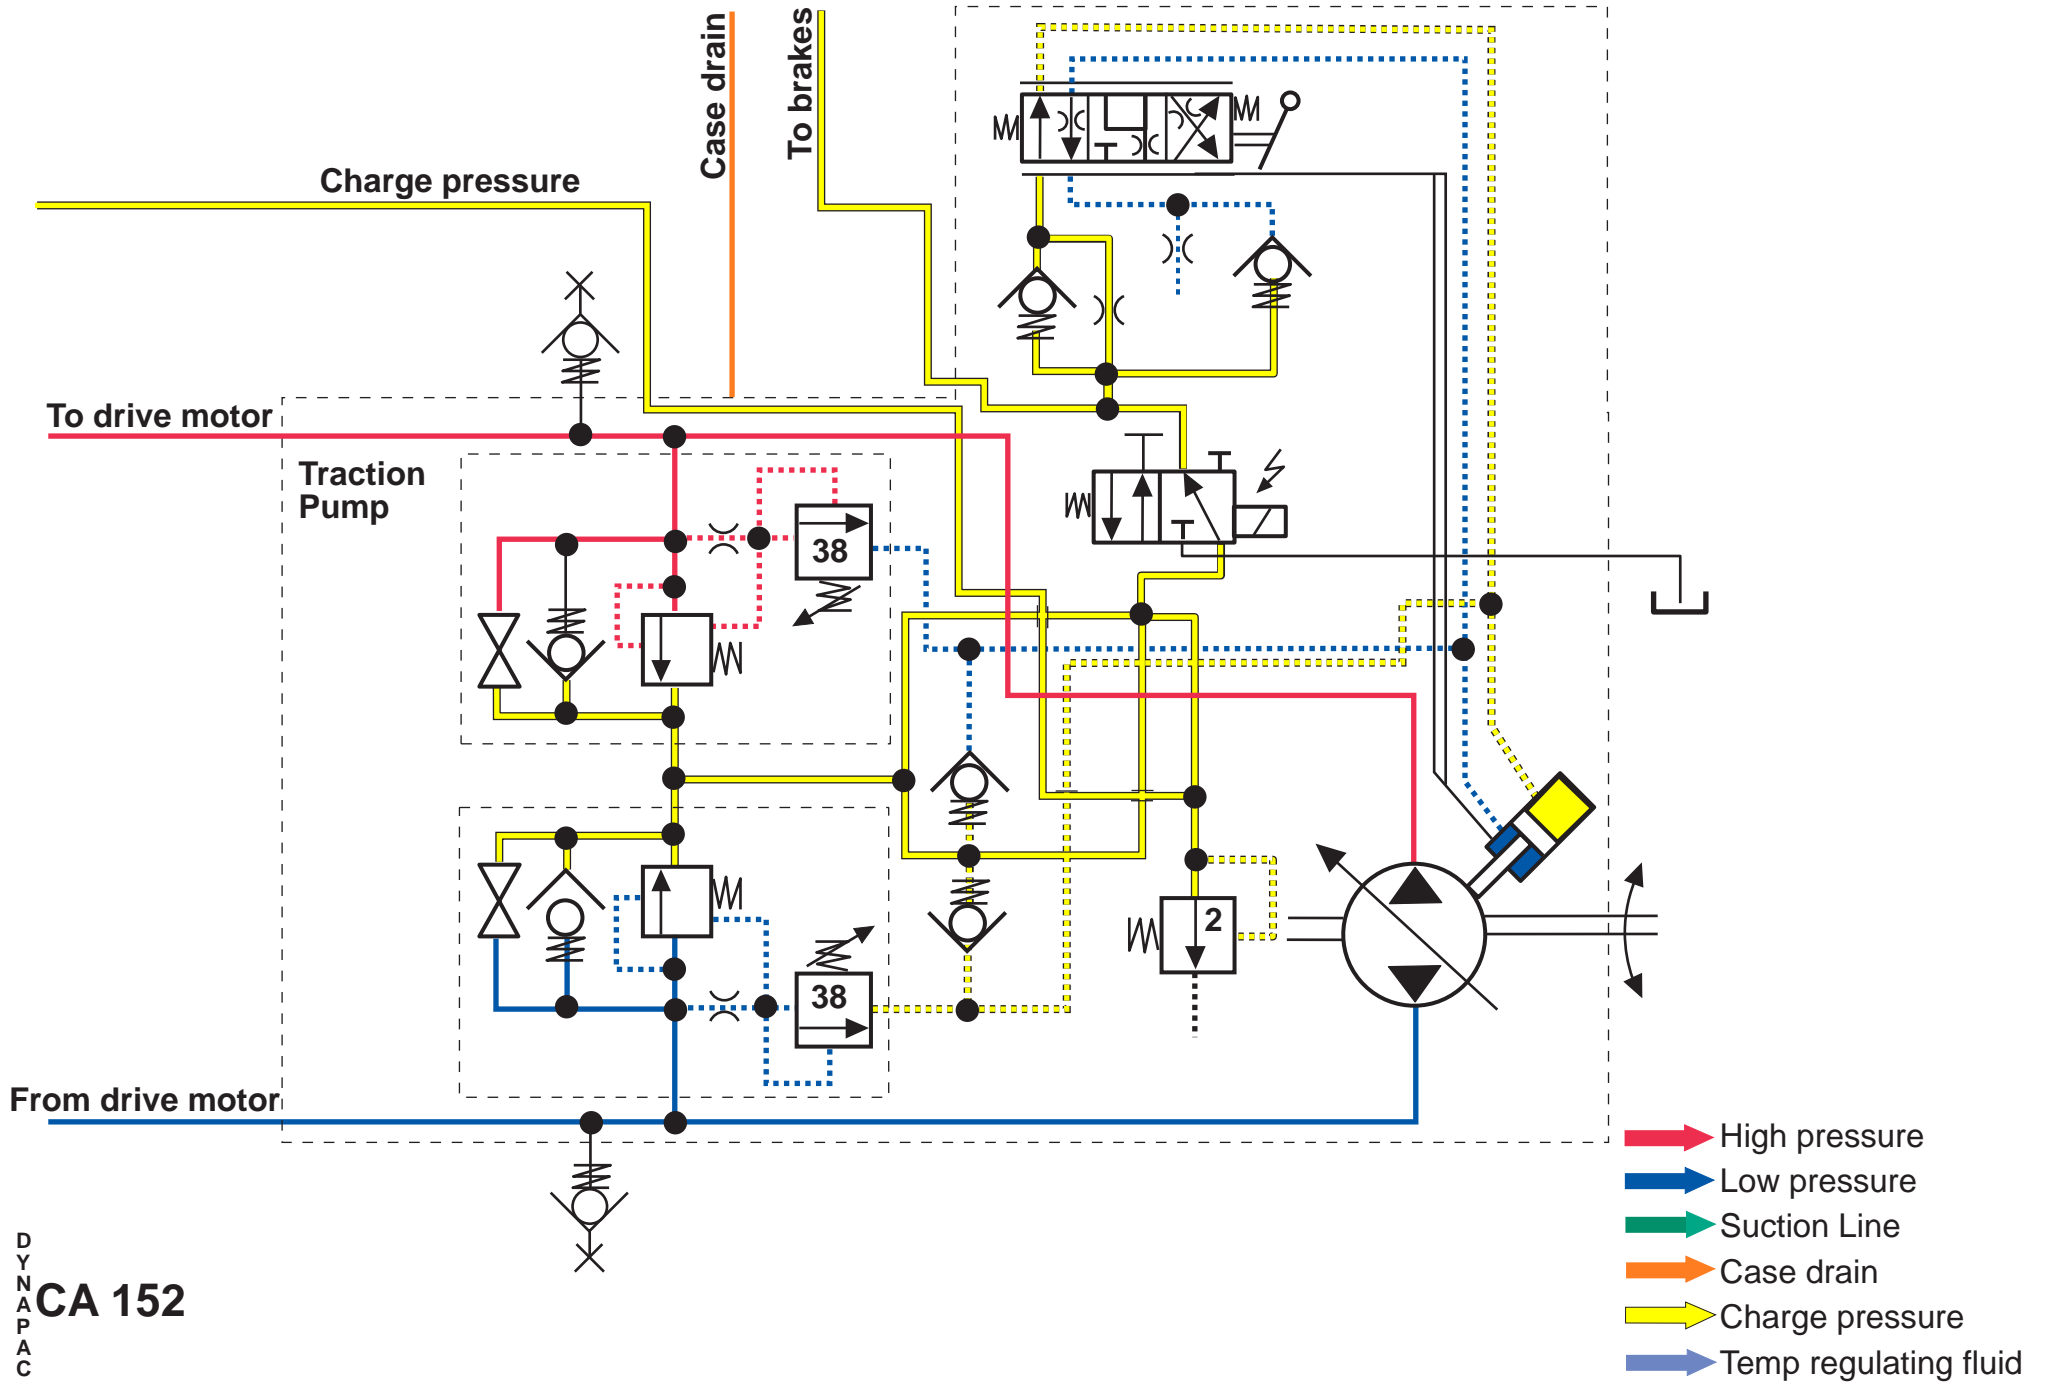 Case drain
To brakes
Charge pressure
To drive motor
Traction
Pump
38
38
2
From drive motor
High pressure
Low pressure
Suction Line
Case drain
Charge pressure
Temp regulating fluid
DYNAPAC
CA 152